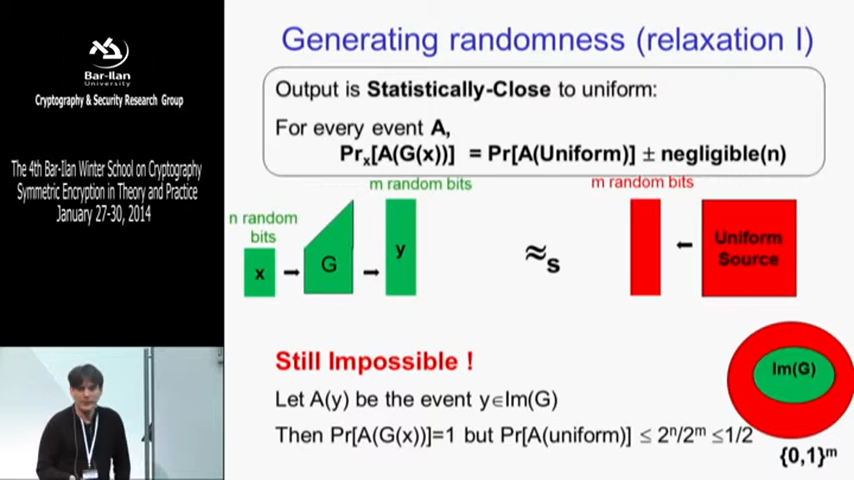 Bar-Ilan
University
Cryptography & Security Research Group
The 4th Bar-Ilan Winter School on Cryptography
Symmetric Encryption in Theory and Practice
January 27-30, 2014
Generating randomness (relaxation I)
Output is Statistically-Close to uniform:
For every event A,
Prₓ[A(G(x))] = Pr[A(Uniform)] ± negligible(n)
m random bits
m random bits
n random
bits
x
G
y
≈s
Uniform
Source
Still Impossible !
Let A(y) be the event y∈Im(G)
Then Pr[A(G(x))]=1 but Pr[A(uniform)] ≤ 2ⁿ/2ᵐ ≤1/2
Im(G)
{0,1}ᵐ